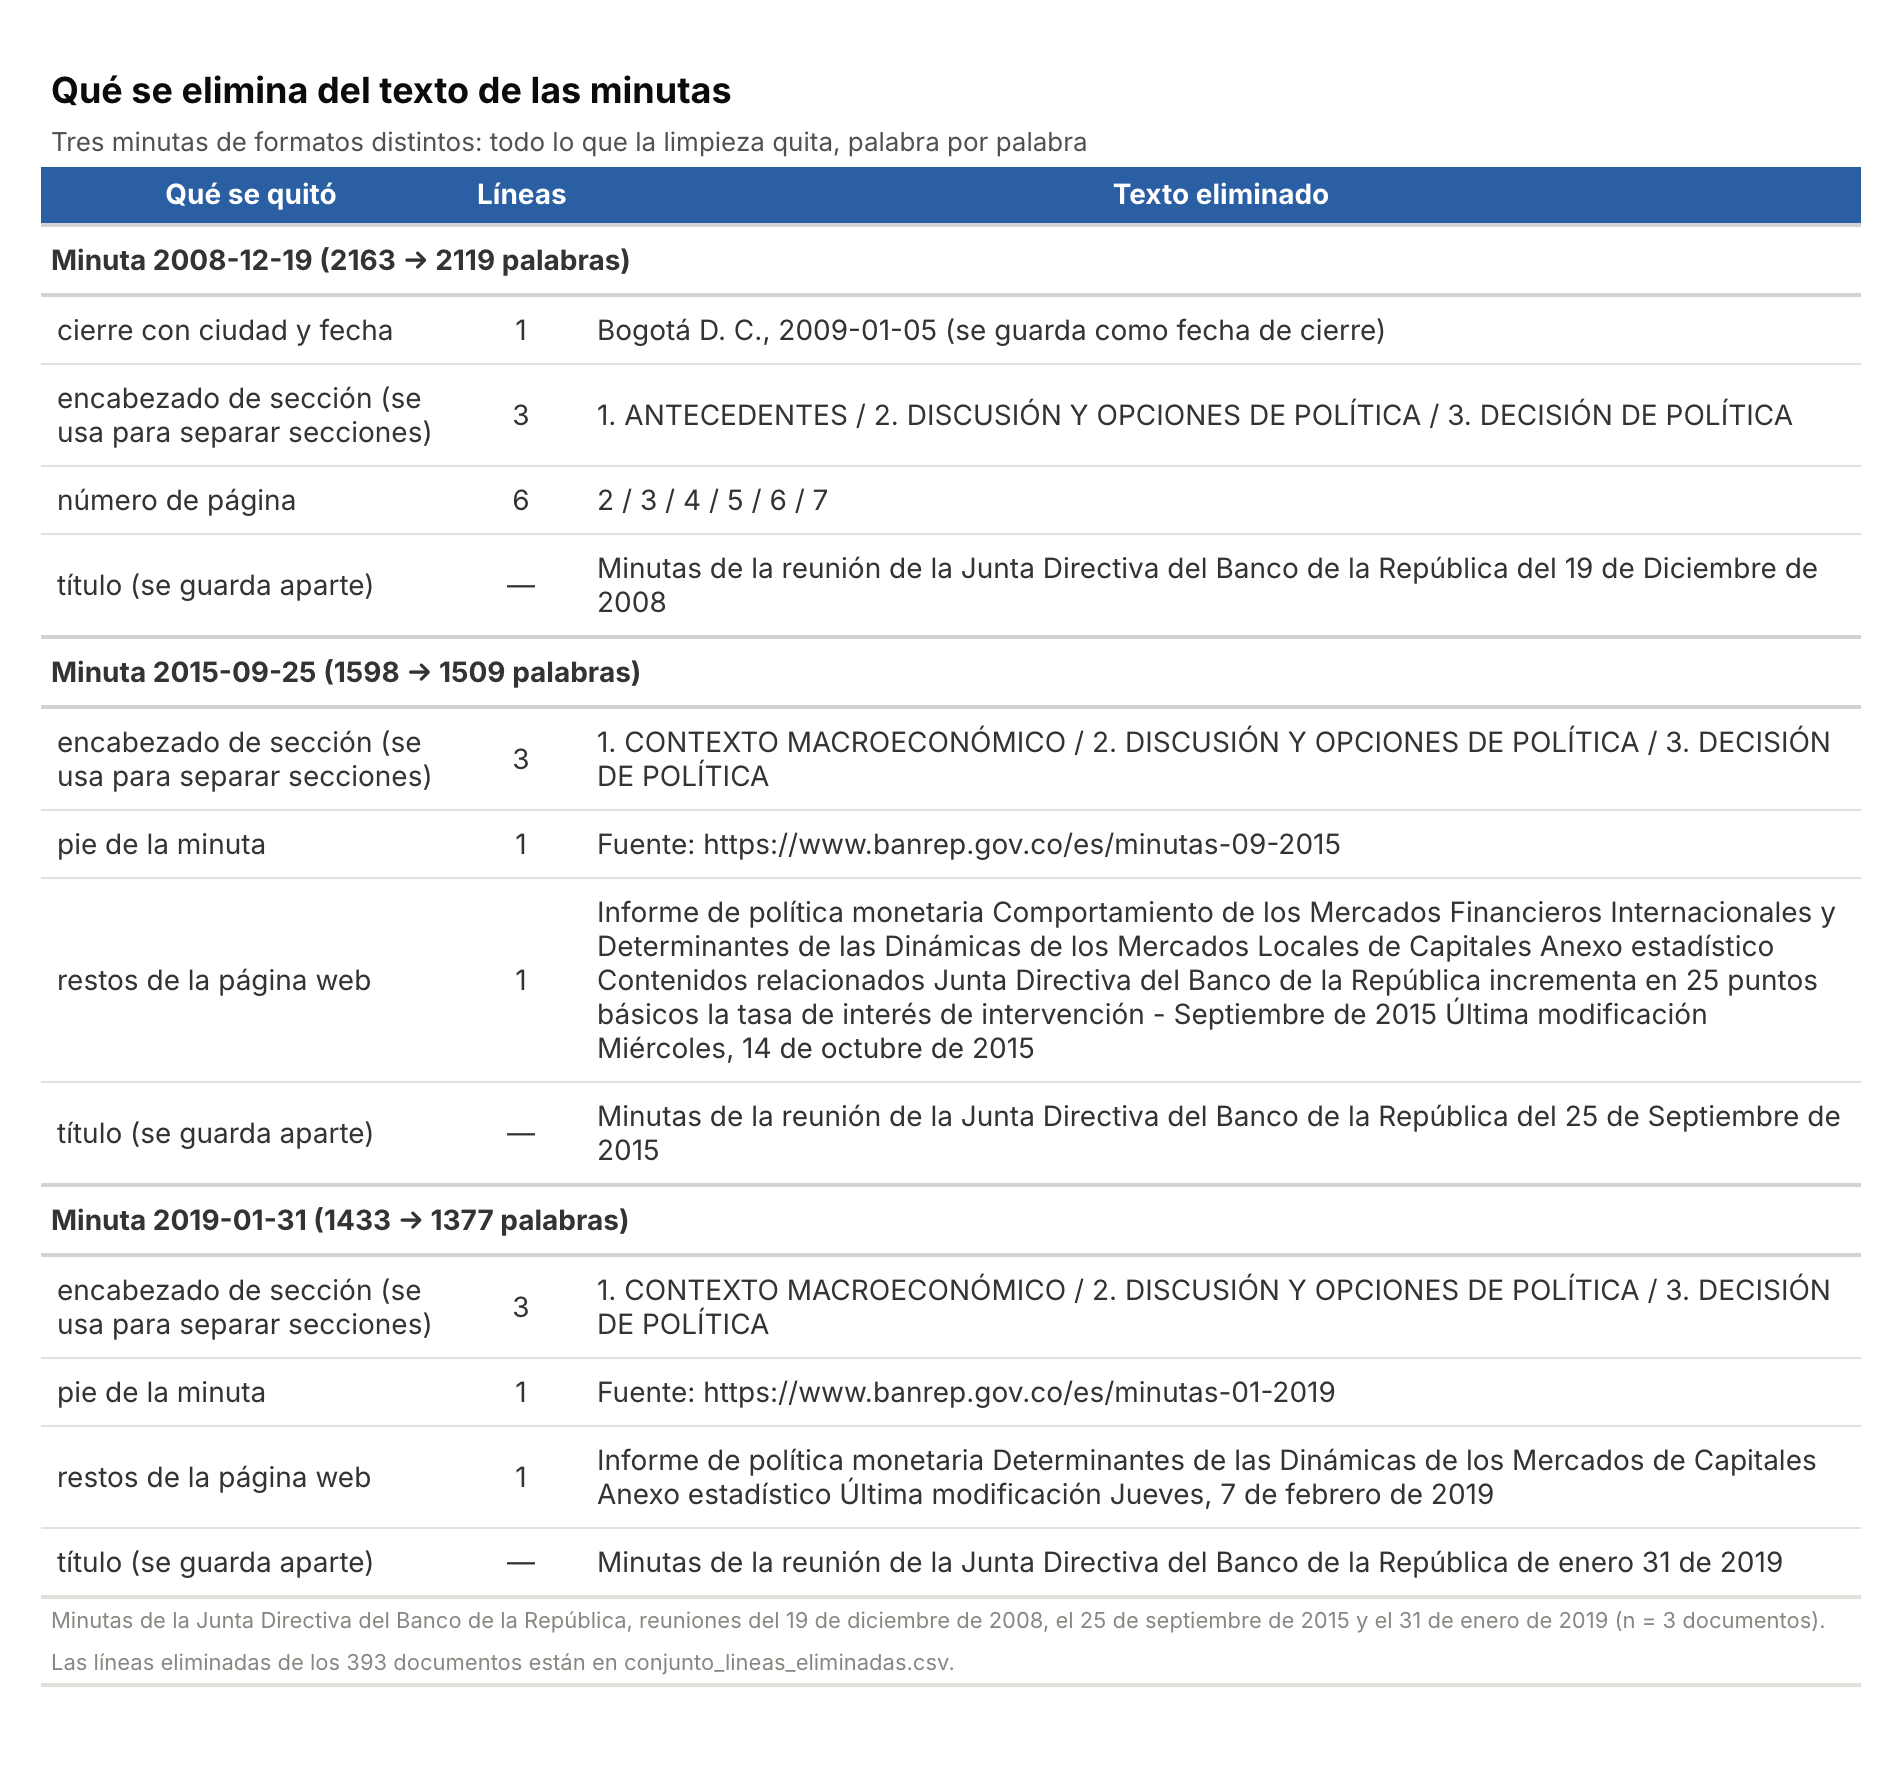 Qué se elimina del texto de las minutas
Tres minutas de formatos distintos: todo lo que la limpieza quita, palabra por palabra
Qué se quitó Líneas Texto eliminado
Minuta 2008-12-19 (2163 → 2119 palabras)
cierre con ciudad y fecha 1 Bogotá D. C., 2009-01-05 (se guarda como fecha de cierre)
encabezado de sección (se
usa para separar secciones) 3 1. ANTECEDENTES / 2. DISCUSIÓN Y OPCIONES DE POLÍTICA / 3. DECISIÓN DE POLÍTICA
número de página 6 2 / 3 / 4 / 5 / 6 / 7
título (se guarda aparte) — Minutas de la reunión de la Junta Directiva del Banco de la República del 19 de Diciembre de
2008
Minuta 2015-09-25 (1598 → 1509 palabras)
encabezado de sección (se
usa para separar secciones) 3 1. CONTEXTO MACROECONÓMICO / 2. DISCUSIÓN Y OPCIONES DE POLÍTICA / 3. DECISIÓN
DE POLÍTICA
pie de la minuta 1 Fuente: https://www.banrep.gov.co/es/minutas-09-2015
restos de la página web 1 Informe de política monetaria Comportamiento de los Mercados Financieros Internacionales y
Determinantes de las Dinámicas de los Mercados Locales de Capitales Anexo estadístico
Contenidos relacionados Junta Directiva del Banco de la República incrementa en 25 puntos
básicos la tasa de interés de intervención - Septiembre de 2015 Última modificación
Miércoles, 14 de octubre de 2015
título (se guarda aparte) — Minutas de la reunión de la Junta Directiva del Banco de la República del 25 de Septiembre de
2015
Minuta 2019-01-31 (1433 → 1377 palabras)
encabezado de sección (se
usa para separar secciones) 3 1. CONTEXTO MACROECONÓMICO / 2. DISCUSIÓN Y OPCIONES DE POLÍTICA / 3. DECISIÓN
DE POLÍTICA
pie de la minuta 1 Fuente: https://www.banrep.gov.co/es/minutas-01-2019
restos de la página web 1 Informe de política monetaria Determinantes de las Dinámicas de los Mercados de Capitales
Anexo estadístico Última modificación Jueves, 7 de febrero de 2019
título (se guarda aparte) — Minutas de la reunión de la Junta Directiva del Banco de la República de enero 31 de 2019
Minutas de la Junta Directiva del Banco de la República, reuniones del 19 de diciembre de 2008, el 25 de septiembre de 2015 y el 31 de enero de 2019 (n = 3 documentos).
Las líneas eliminadas de los 393 documentos están en conjunto_lineas_eliminadas.csv.